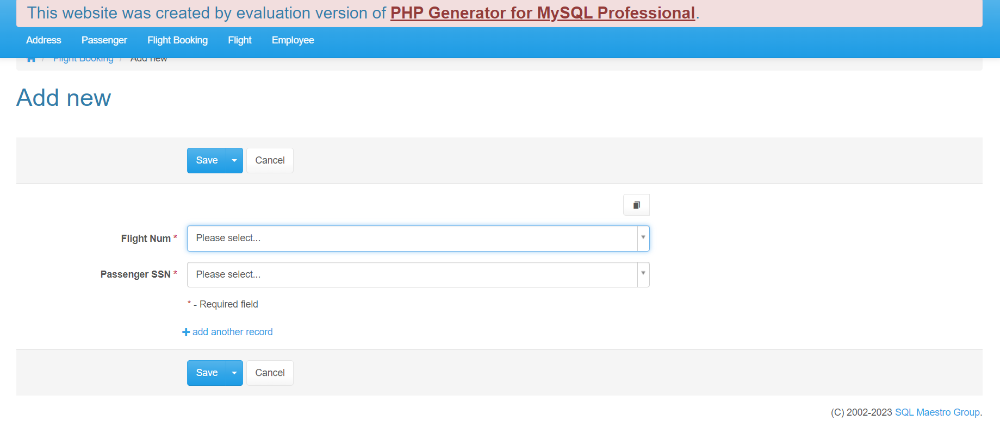 This website was created by evaluation version of PHP Generator for MySQL Professional.
Address Passenger Flight Booking Flight Employee
/ Flight Booking / Add new
Add new
Save Cancel
Flight Num * Please select...
Passenger SSN * Please select...
* - Required field
+ add another record
Save Cancel
(C) 2002-2023 SQL Maestro Group.